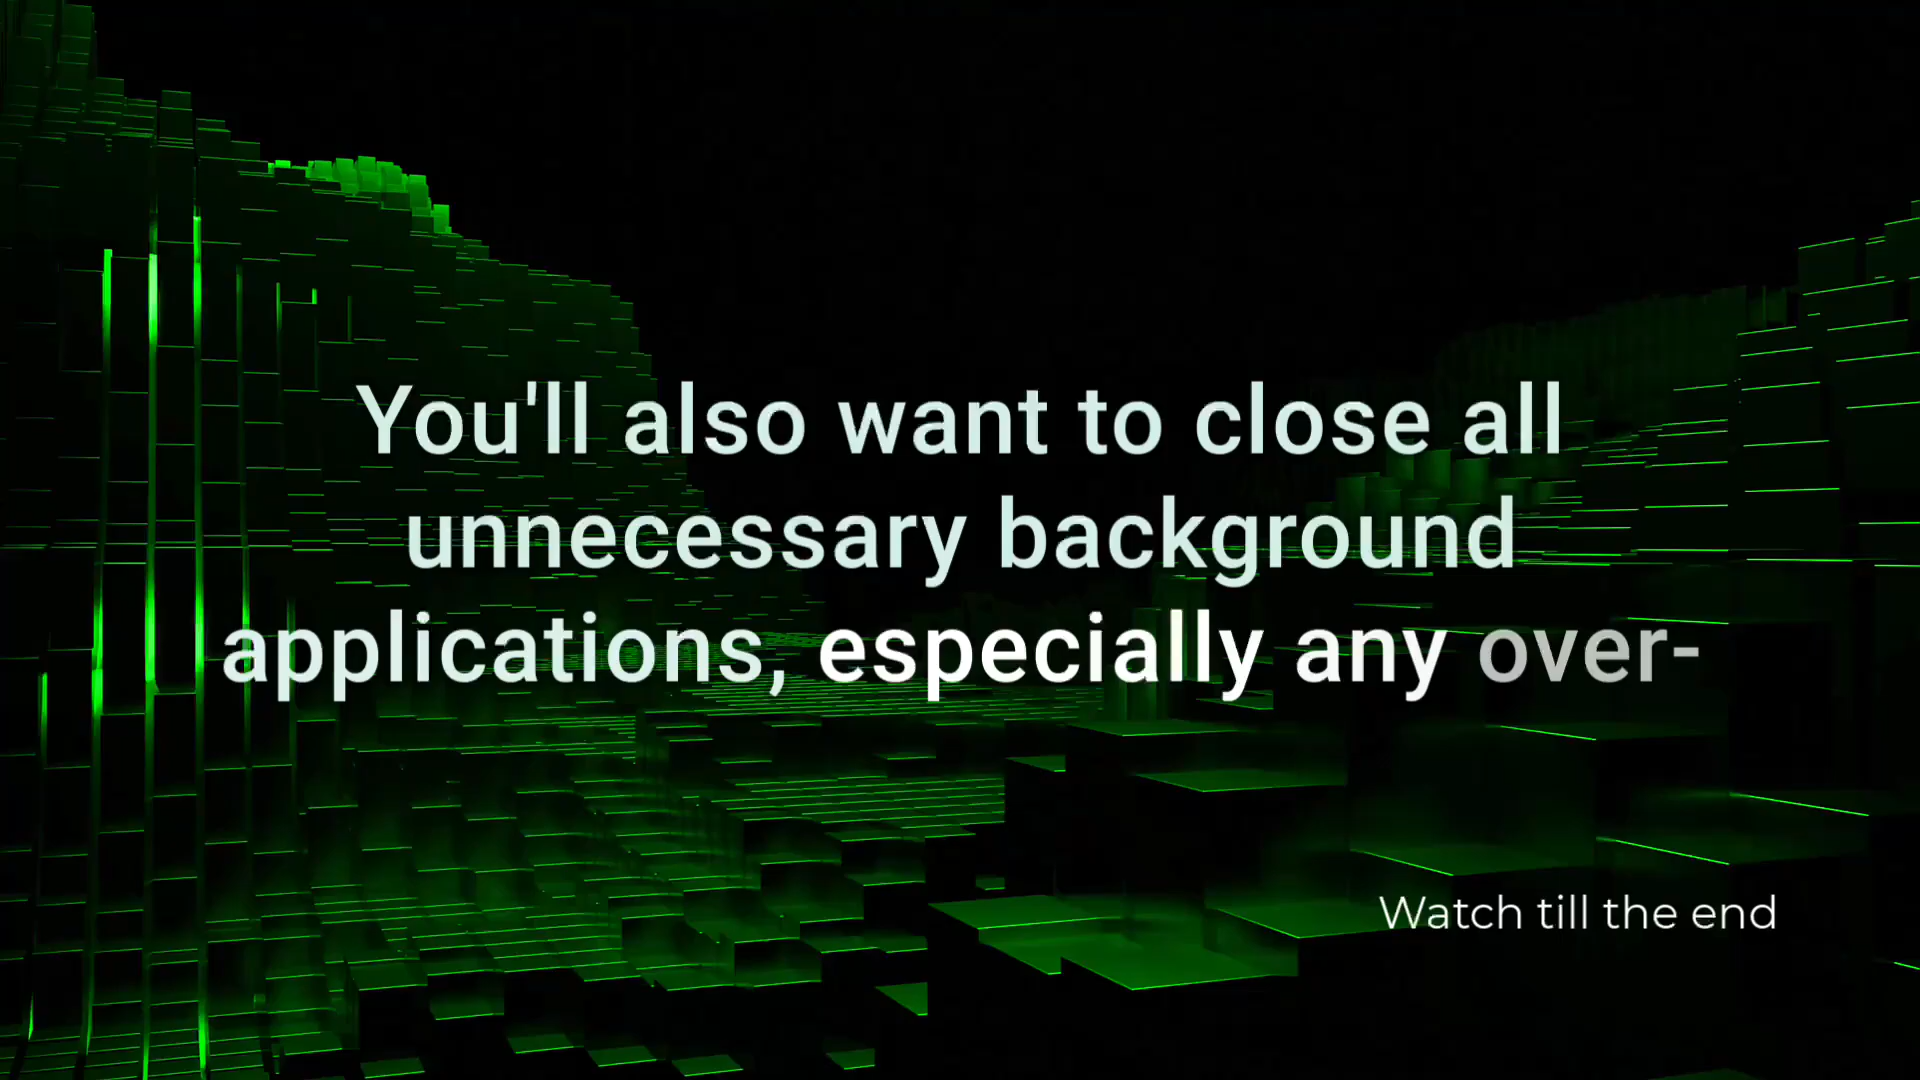 You'll also want to close all
unnecessary background
applications, especially any over-
Watch till the end